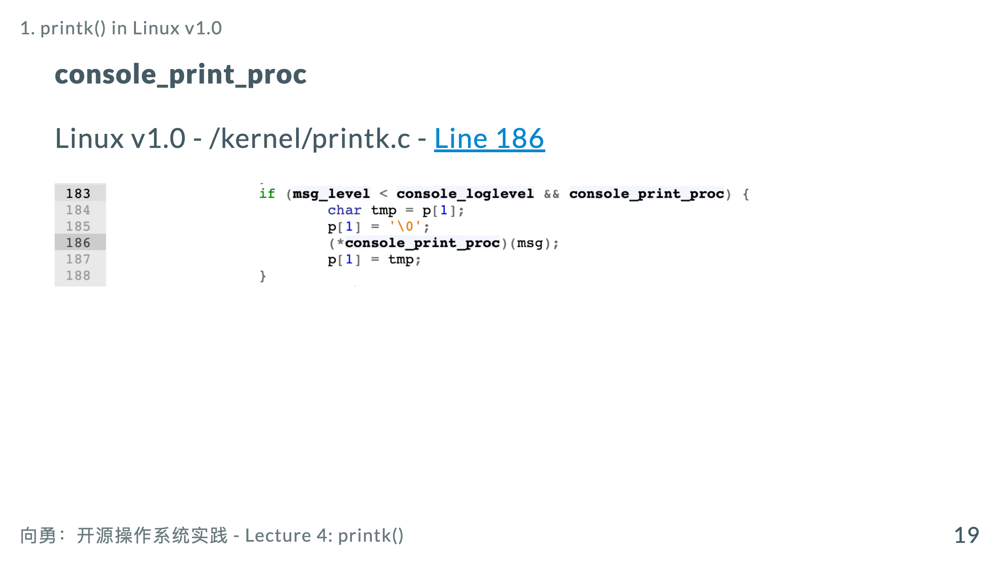 1. printk() in Linux v1.0
console_print_proc
Linux v1.0 - /kernel/printk.c - Line 186
183 if (msg_level < console_loglevel && console_print_proc) {
184 char tmp = p[1];
185 p[1] = '\0';
186 (*console_print_proc)(msg);
187 p[1] = tmp;
188 }
向勇：开源操作系统实践 - Lecture 4: printk()
19